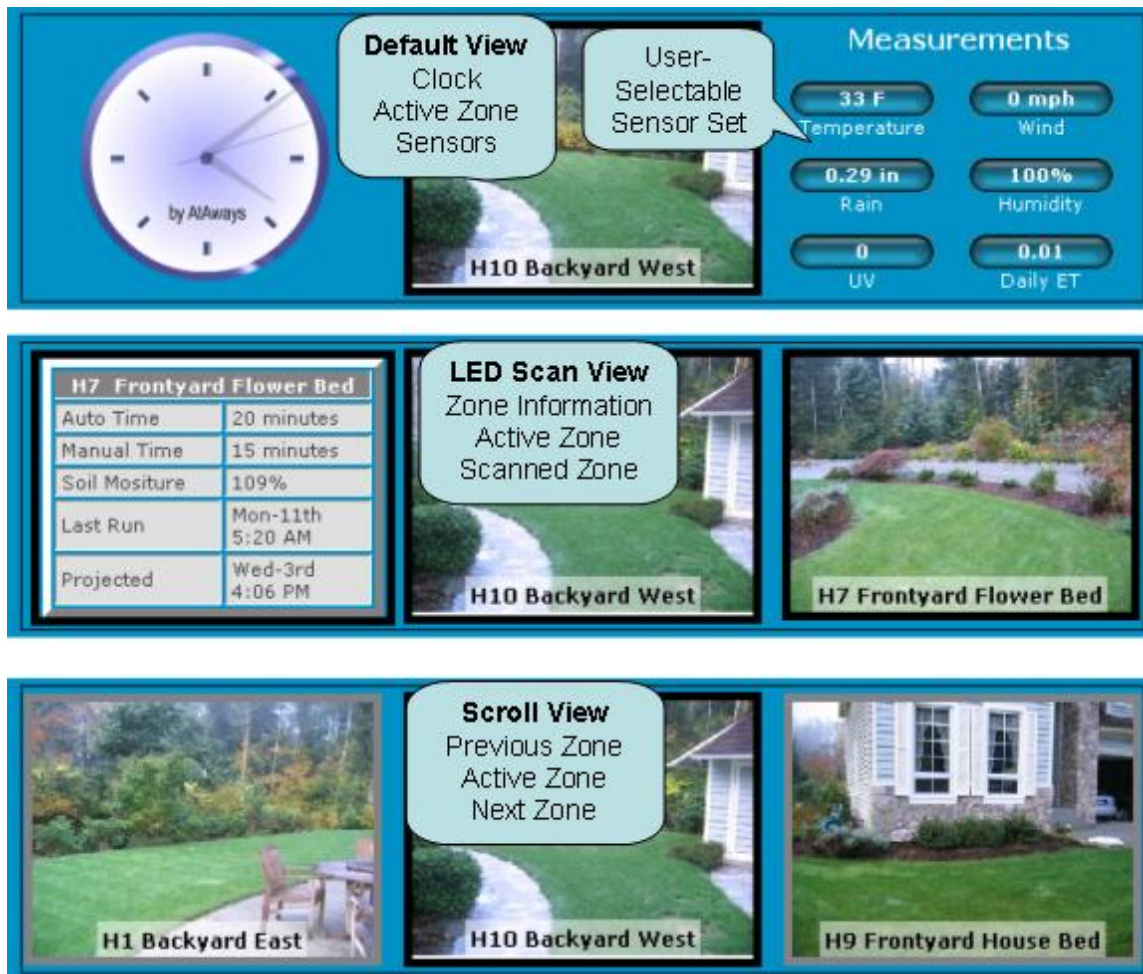 Default View
Clock
Active Zone
Sensors
User-
Selectable
Sensor Set
Measurements
33 F
Temperature
0 mph
Wind
0.29 in
Rain
100%
Humidity
0
UV
0.01
Daily ET
by AtAways
H10 Backyard West
H7 Frontyard Flower Bed
Auto Time 20 minutes
Manual Time 15 minutes
Soil Mositure 109%
Last Run Mon-11th
5:20 AM
Projected Wed-3rd
4:06 PM
LED Scan View
Zone Information
Active Zone
Scanned Zone
H10 Backyard West
H7 Frontyard Flower Bed
Scroll View
Previous Zone
Active Zone
Next Zone
H1 Backyard East
H10 Backyard West
H9 Frontyard House Bed